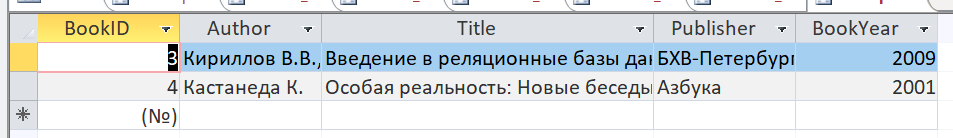 BookID Author Title Publisher BookYear
3 Кириллов В.В., Введение в реляционные базы дан БХВ-Петербург 2009
4 Кастанеда К. Особая реальность: Новые беседы Азбука 2001
(№)